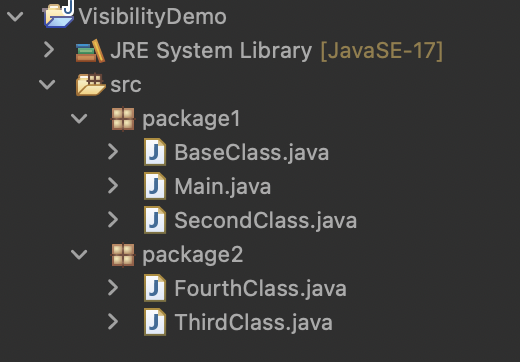 VisibilityDemo
JRE System Library [JavaSE-17]
src
package1
BaseClass.java
Main.java
SecondClass.java
package2
FourthClass.java
ThirdClass.java